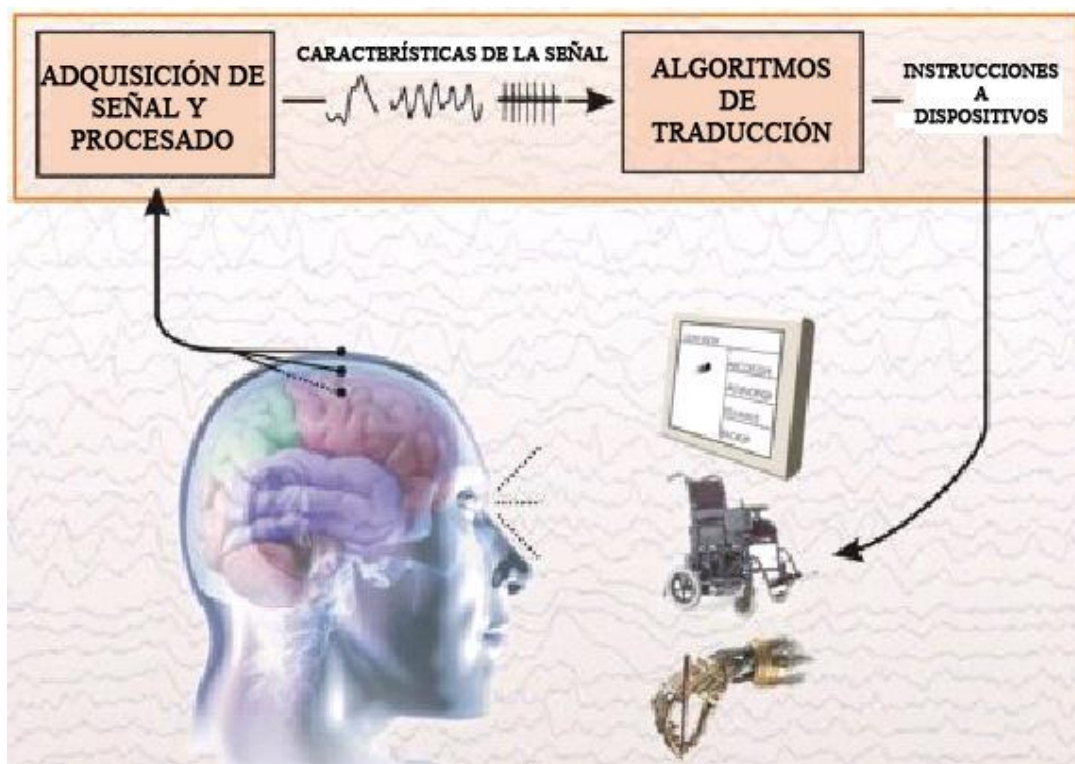 ADQUISICIÓN DE
SEÑAL Y
PROCESADO
CARACTERÍSTICAS DE LA SEÑAL
ALGORITMOS
DE
TRADUCCIÓN
INSTRUCCIONES
A
DISPOSITIVOS